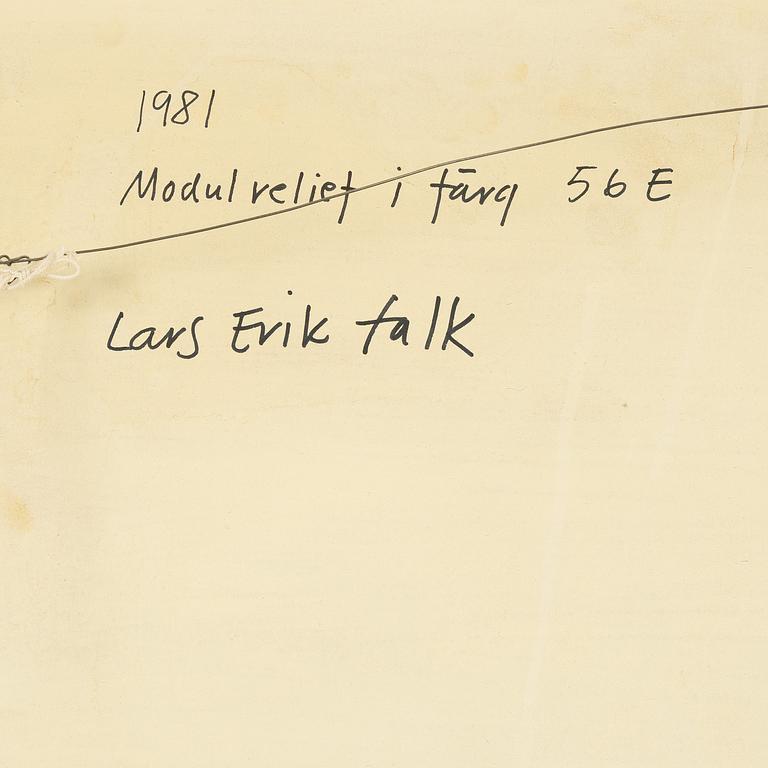 1981
Modulrelief i färg 56 E
Lars Erik falk